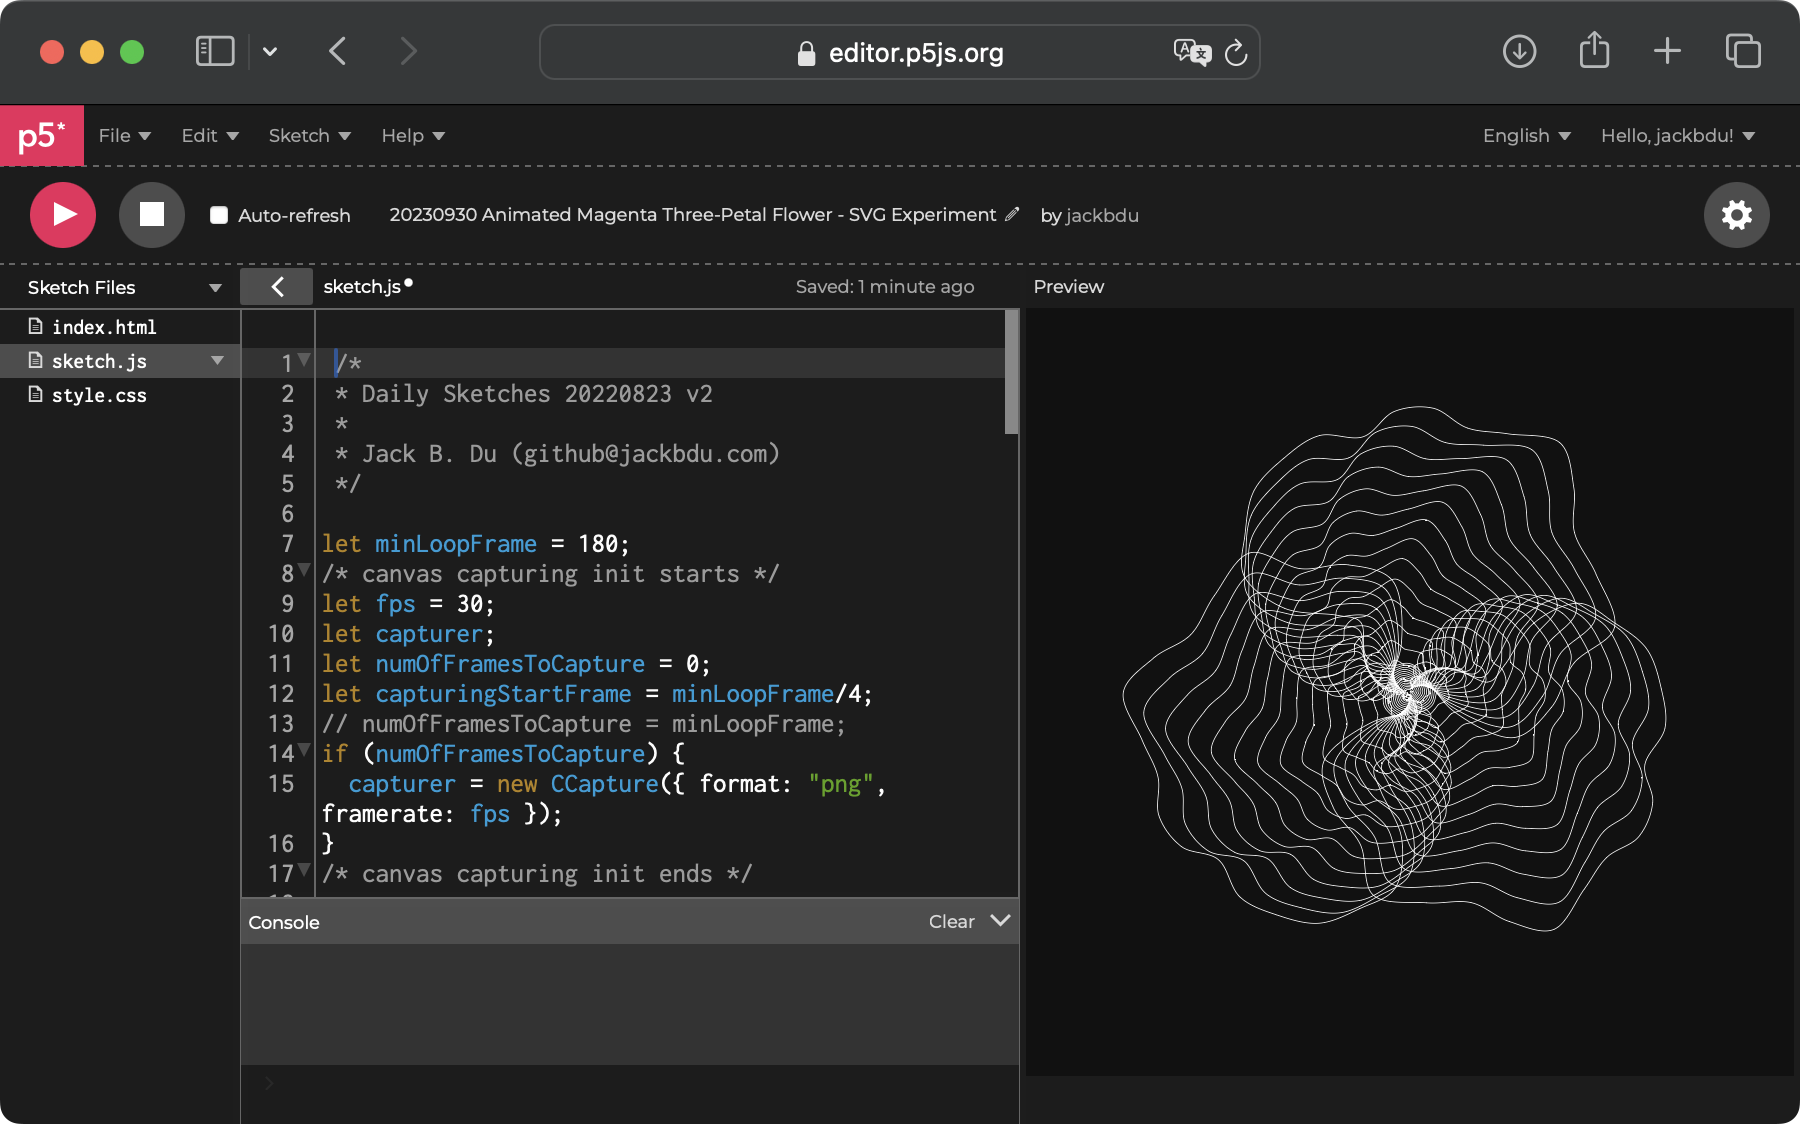 editor.p5js.org
p5* File Edit Sketch Help English Hello, jackbdu!
Auto-refresh 20230930 Animated Magenta Three-Petal Flower - SVG Experiment by jackbdu
Sketch Files sketch.js Saved: 1 minute ago Preview
index.html
sketch.js
style.css
1 /*
2 * Daily Sketches 20220823 v2
3 *
4 * Jack B. Du (github@jackbdu.com)
5 */
6
7 let minLoopFrame = 180;
8 /* canvas capturing init starts */
9 let fps = 30;
10 let capturer;
11 let numOfFramesToCapture = 0;
12 let capturingStartFrame = minLoopFrame/4;
13 // numOfFramesToCapture = minLoopFrame;
14 if (numOfFramesToCapture) {
15 capturer = new CCapture({ format: "png",
framerate: fps });
16 }
17 /* canvas capturing init ends */
Console Clear